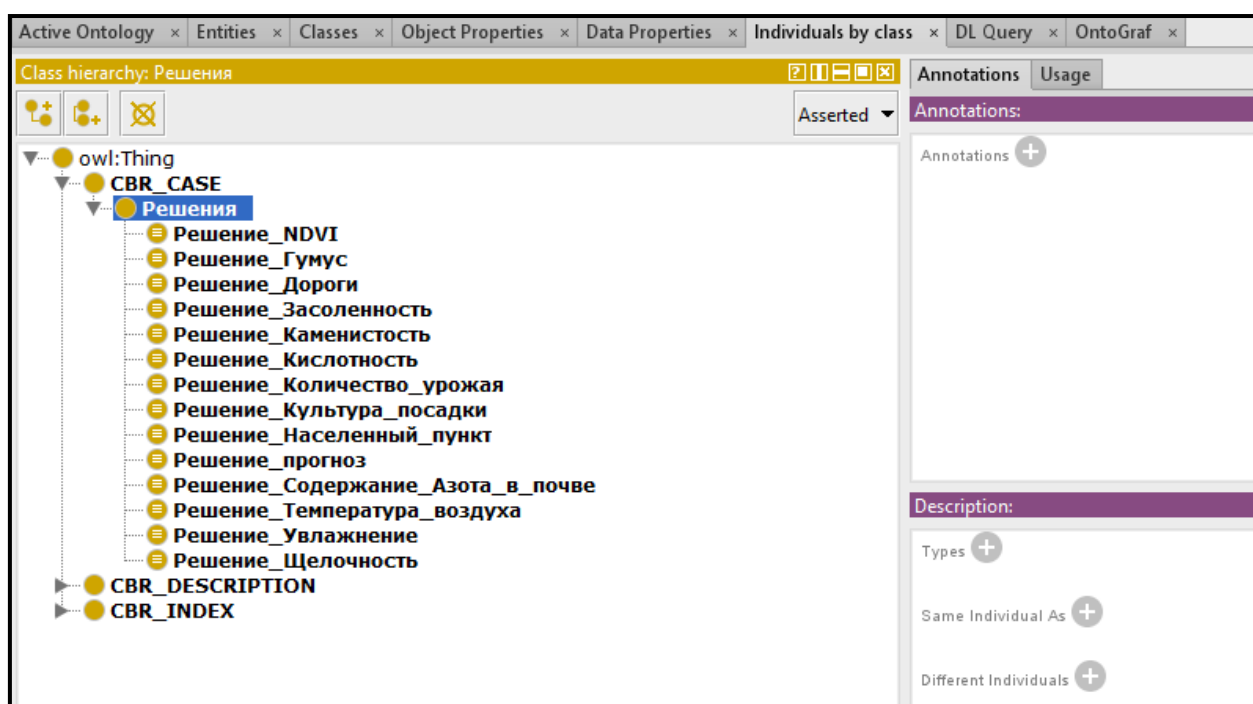 Active Ontology × Entities × Classes × Object Properties × Data Properties × Individuals by class × DL Query × OntoGraf ×
Class hierarchy: Решения
Asserted
owl:Thing
CBR_CASE
Решения
Решение_NDVI
Решение_Гумус
Решение_Дороги
Решение_Засоленность
Решение_Каменистость
Решение_Кислотность
Решение_Количество_урожая
Решение_Культура_посадки
Решение_Населенный_пункт
Решение_прогноз
Решение_Содержание_Азота_в_почве
Решение_Температура_воздуха
Решение_Увлажнение
Решение_Щелочность
CBR_DESCRIPTION
CBR_INDEX
Annotations Usage
Annotations:
Annotations
Description:
Types
Same Individual As
Different Individuals